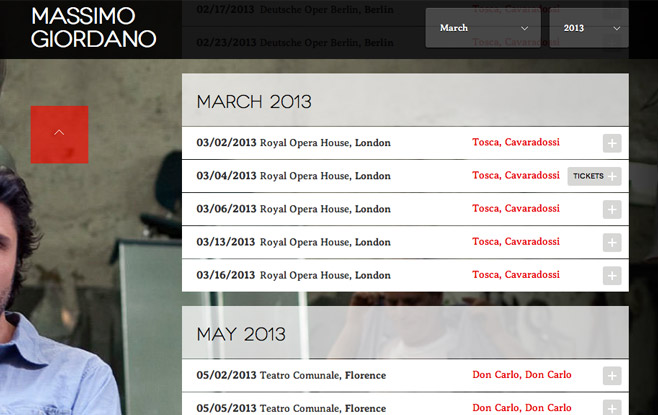 MASSIMO
GIORDANO
02/17/2013 Deutsche Oper Berlin, Berlin
02/23/2013 Deutsche Oper Berlin, Berlin
March
2013
MARCH 2013
03/02/2013 Royal Opera House, London Tosca, Cavaradossi
03/04/2013 Royal Opera House, London Tosca, Cavaradossi TICKETS
03/06/2013 Royal Opera House, London Tosca, Cavaradossi
03/13/2013 Royal Opera House, London Tosca, Cavaradossi
03/16/2013 Royal Opera House, London Tosca, Cavaradossi
MAY 2013
05/02/2013 Teatro Comunale, Florence Don Carlo, Don Carlo
05/05/2013 Teatro Comunale, Florence Don Carlo, Don Carlo